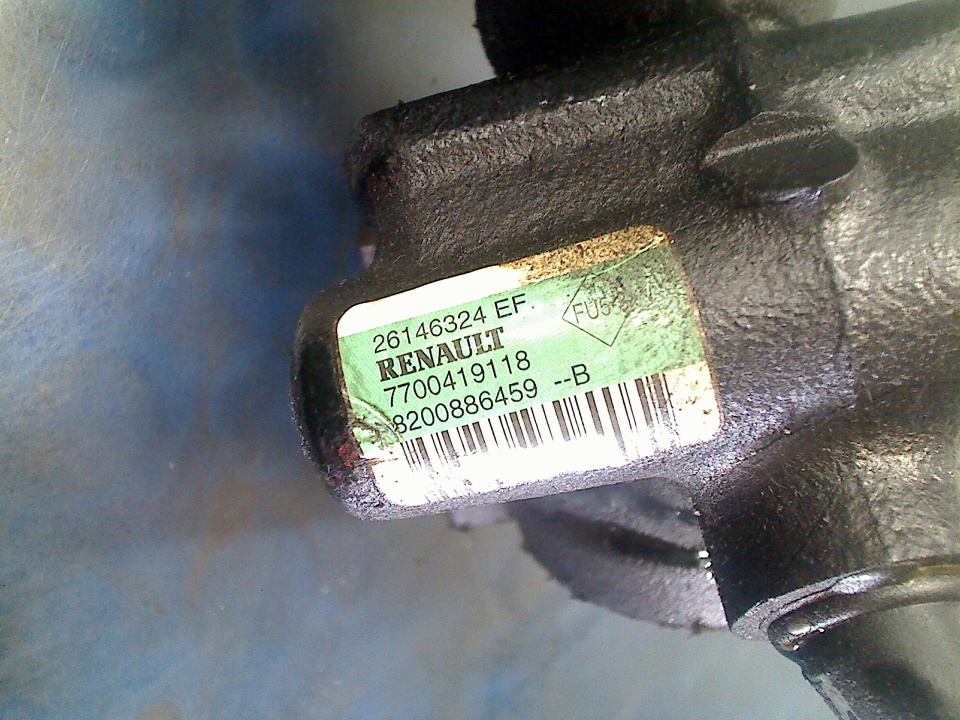 26146324 EF
RENAULT
7700419118
8200886459 --B